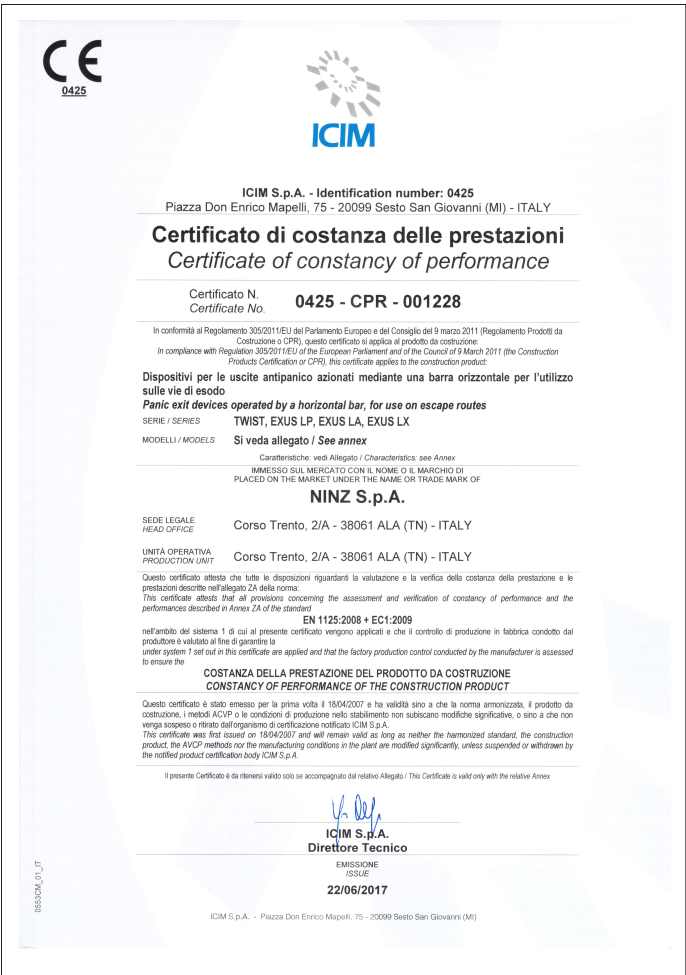 CE
0425
ICIM
ICIM S.p.A. - Identification number: 0425
Piazza Don Enrico Mapelli, 75 - 20099 Sesto San Giovanni (MI) - ITALY
Certificato di costanza delle prestazioni
Certificate of constancy of performance
Certificato N.
Certificate No.
0425 - CPR - 001228
In conformità al Regolamento 305/2011/EU del Parlamento Europeo e del Consiglio del 9 marzo 2011 (Regolamento Prodotti da
Costruzione o CPR), questo certificato si applica al prodotto da costruzione:
In compliance with Regulation 305/2011/EU of the European Parliament and of the Council of 9 March 2011 (the Construction
Products Certification or CPR), this certificate applies to the construction product:
Dispositivi per le uscite antipanico azionati mediante una barra orizzontale per l'utilizzo
sulle vie di esodo
Panic exit devices operated by a horizontal bar, for use on escape routes
SERIE / SERIES TWIST, EXUS LP, EXUS LA, EXUS LX
MODELLI / MODELS Si veda allegato / See annex
Caratteristiche: vedi Allegato / Characteristics: see Annex
IMMESSO SUL MERCATO CON IL NOME O IL MARCHIO DI
PLACED ON THE MARKET UNDER THE NAME OR TRADE MARK OF
NINZ S.p.A.
SEDE LEGALE
HEAD OFFICE
Corso Trento, 2/A - 38061 ALA (TN) - ITALY
UNITÀ OPERATIVA
PRODUCTION UNIT
Corso Trento, 2/A - 38061 ALA (TN) - ITALY
Questo certificato attesta che tutte le disposizioni riguardanti la valutazione e la verifica della costanza della prestazione e le
prestazioni descritte nell'allegato ZA della norma:
This certificate attests that all provisions concerning the assessment and verification of constancy of performance and the
performances described in Annex ZA of the standard
EN 1125:2008 + EC1:2009
nell'ambito del sistema 1 di cui al presente certificato vengono applicati e che il controllo di produzione in fabbrica condotto dal
produttore è valutato al fine di garantire la
under system 1 set out in this certificate are applied and that the factory production control conducted by the manufacturer is assessed
to ensure the
COSTANZA DELLA PRESTAZIONE DEL PRODOTTO DA COSTRUZIONE
CONSTANCY OF PERFORMANCE OF THE CONSTRUCTION PRODUCT
Questo certificato è stato emesso per la prima volta il 18/04/2007 e ha validità sino a che la norma armonizzata, il prodotto da
costruzione, i metodi ACVP o le condizioni di produzione nello stabilimento non subiscano modifiche significative, o sino a che non
venga sospeso o ritirato dall'organismo di certificazione notificato ICIM S.p.A.
This certificate was first issued on 18/04/2007 and will remain valid as long as neither the harmonized standard, the construction
product, the AVCP methods nor the manufacturing conditions in the plant are modified significantly, unless suspended or withdrawn by
the notified product certification body ICIM S.p.A.
Il presente Certificato è da ritenersi valido solo se accompagnato dal relativo Allegato / This Certificate is valid only with the relative Annex
ICIM S.p.A.
Direttore Tecnico
EMISSIONE
ISSUE
22/06/2017
ICIM S.p.A. - Piazza Don Enrico Mapelli, 75 - 20099 Sesto San Giovanni (MI)
0553CM_01_IT